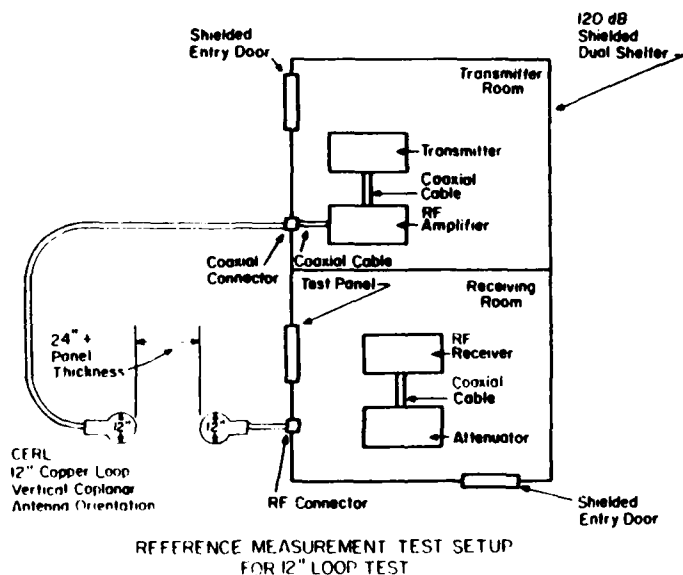 120 dB
Shielded
Dual Shelter
Shielded
Entry Door
Transmitter
Room
Transmitter
Coaxial
Cable
RF
Amplifier
Coaxial
Connector
Coaxial Cable
Test Panel
Receiving
Room
24" +
Panel
Thickness
RF
Receiver
Coaxial
Cable
Attenuator
12"
12"
CERL
12" Copper Loop
Vertical Coplanar
Antenna Orientation
RF Connector
Shielded
Entry Door
REFERENCE MEASUREMENT TEST SETUP
FOR 12" LOOP TEST